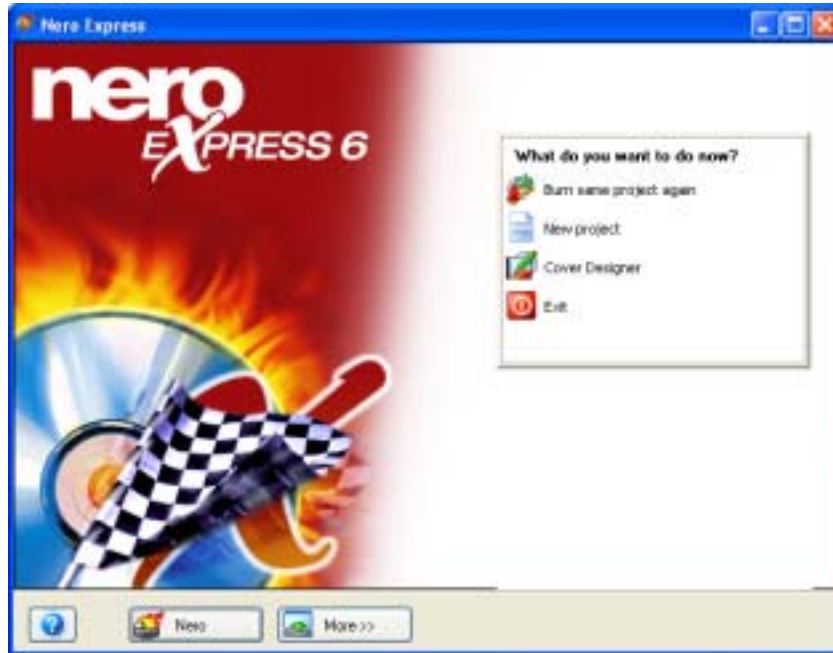 Nero Express
nero
EXPRESS 6
What do you want to do now?
Burn same project again
New project
Cover Designer
Exit
Nero
More >>